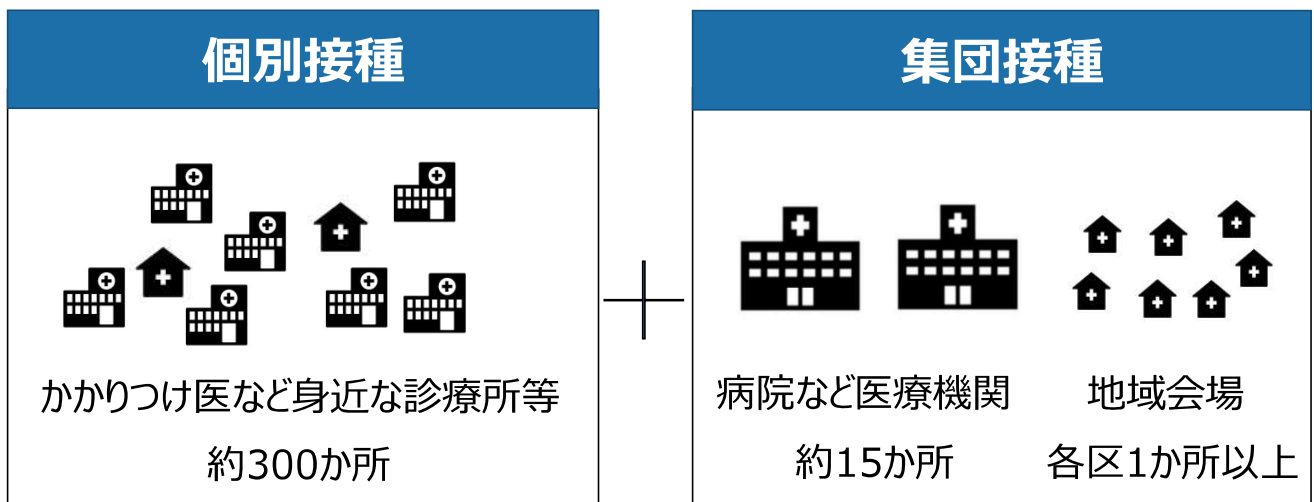 個別接種
かかりつけ医など身近な診療所等
約300か所
集団接種
病院など医療機関
約15か所
地域会場
各区1か所以上